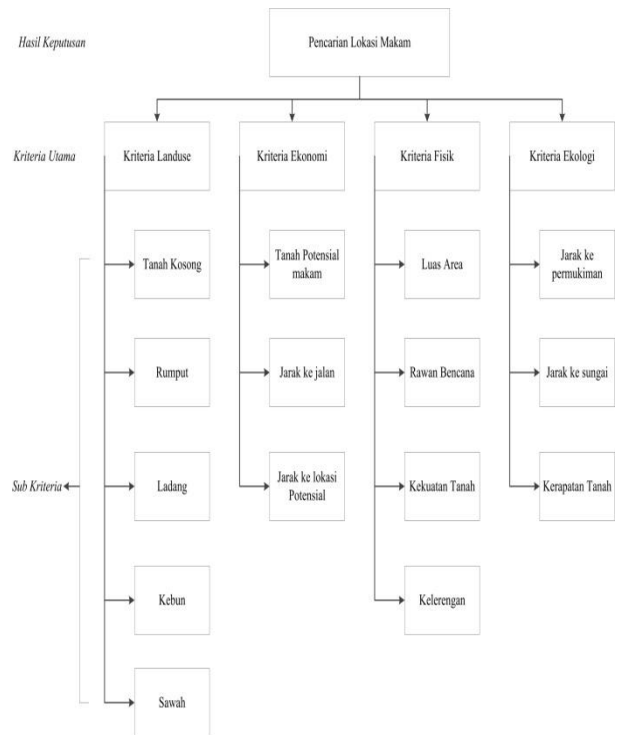 Hasil Keputusan
Pencarian Lokasi Makam
Kriteria Utama
Kriteria Landuse
Kriteria Ekonomi
Kriteria Fisik
Kriteria Ekologi
Tanah Kosong
Tanah Potensial
makam
Luas Area
Jarak ke
permukiman
Rumput
Jarak ke jalan
Rawan Bencana
Jarak ke sungai
Sub Kriteria
Ladang
Jarak ke lokasi
Potensial
Kekuatan Tanah
Kerapatan Tanah
Kebun
Kelerengan
Sawah